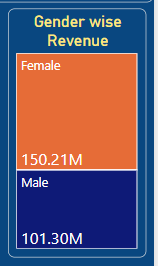 Gender wise
Revenue
Female
150.21M
Male
101.30M